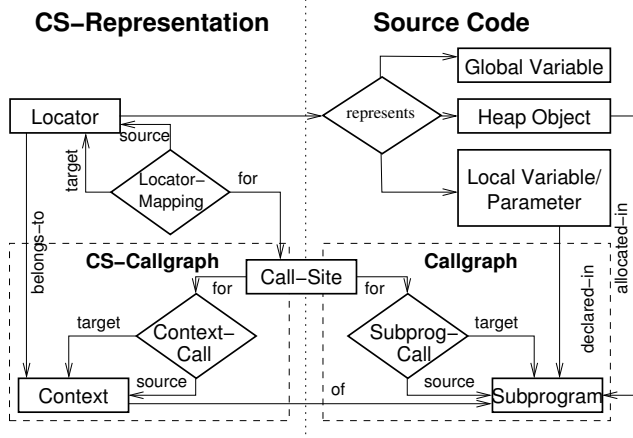 CS-Representation
Source Code
Global Variable
Locator
represents
Heap Object
source
target
Locator-
Mapping
for
Local Variable/
Parameter
belongs-to
allocated-in
declared-in
CS-Callgraph
Call-Site
Callgraph
for
for
target
Context-
Call
Subprog-
Call
target
source
source
Context
of
Subprogram